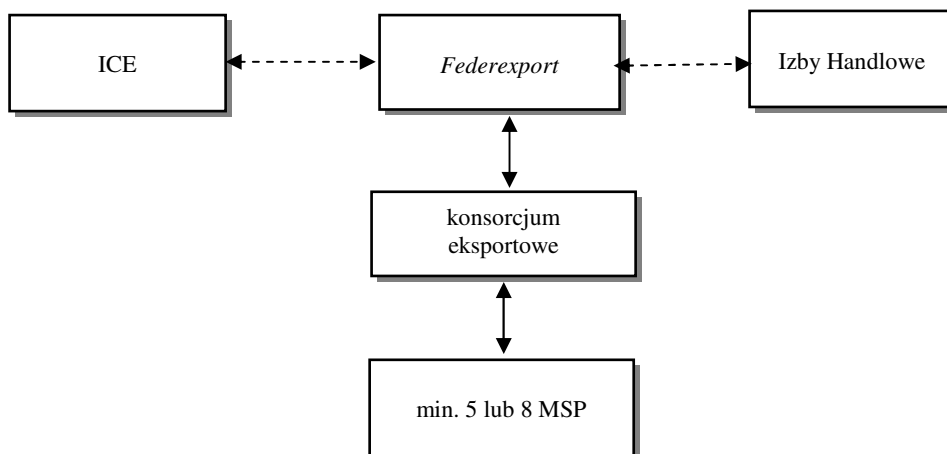 ICE
Federexport
Izby Handlowe
konsorcjum
eksportowe
min. 5 lub 8 MSP